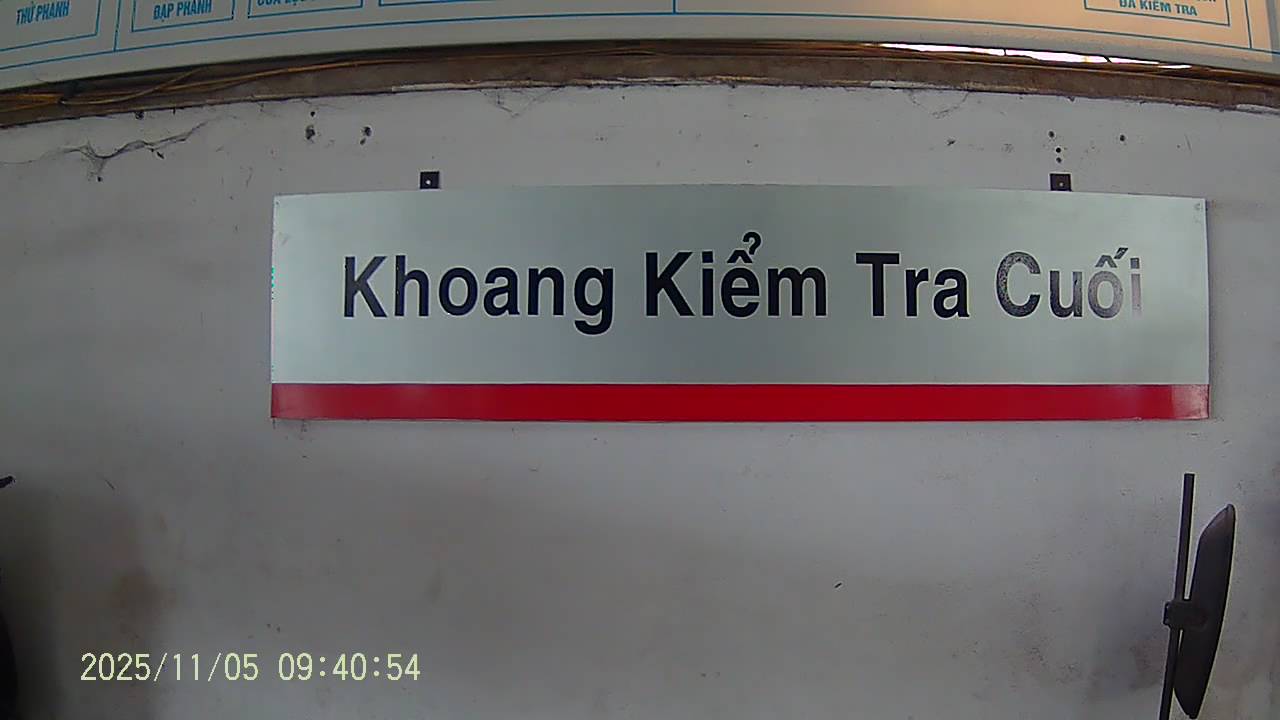 THỬ PHANH
ĐẠP PHANH
ĐÃ KIỂM TRA
Khoang Kiểm Tra Cuối
2025/11/05 09:40:54